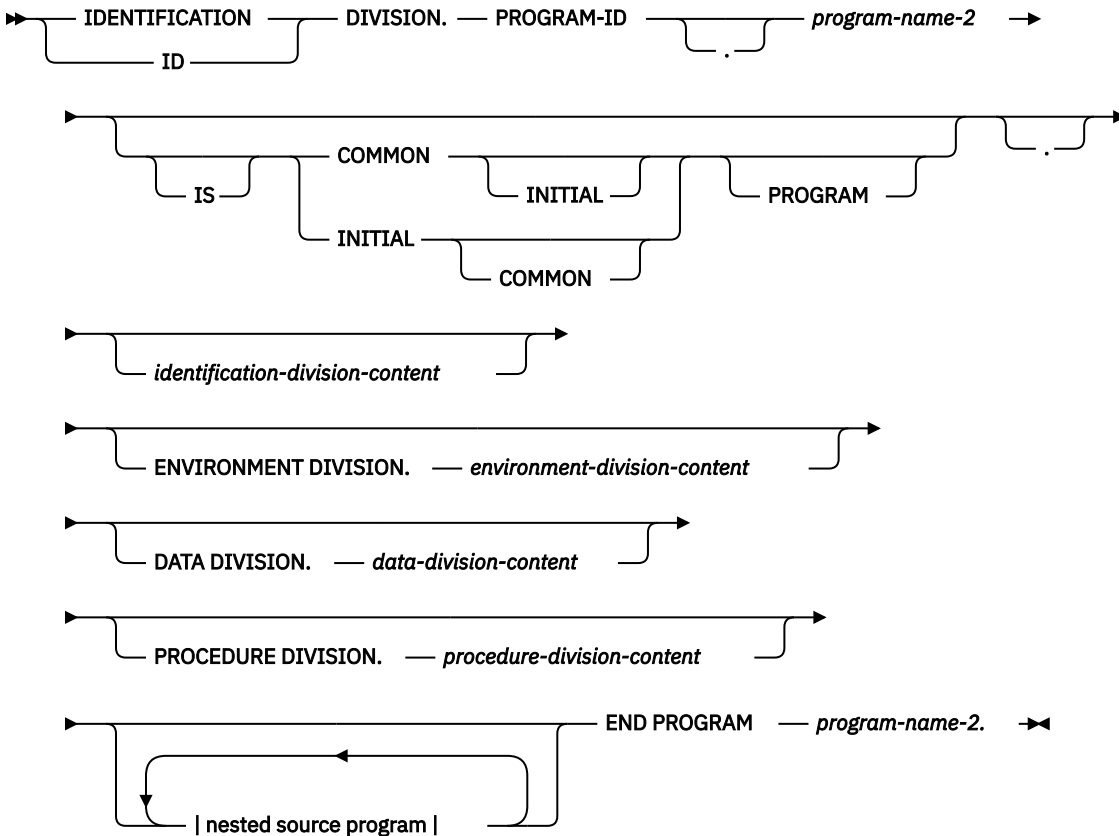 IDENTIFICATION DIVISION. PROGRAM-ID program-name-2
ID .
COMMON .
IS INITIAL PROGRAM
INITIAL
COMMON
identification-division-content
ENVIRONMENT DIVISION. environment-division-content
DATA DIVISION. data-division-content
PROCEDURE DIVISION. procedure-division-content
END PROGRAM program-name-2.
| nested source program |